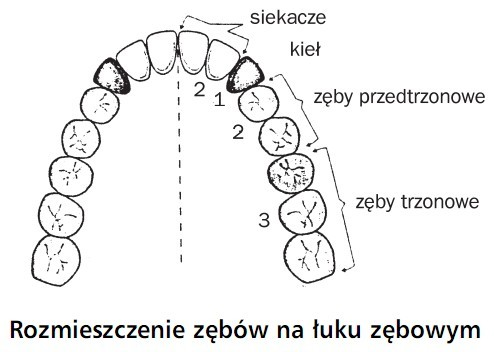 siekacze
kieł
2
1
zęby przedtrzonowe
2
zęby trzonowe
3
Rozmieszczenie zębów na łuku zębowym